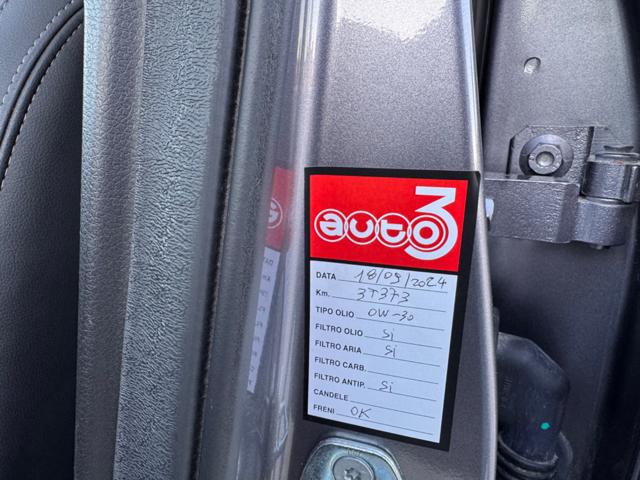 auto3
DATA 18/09/2024
Km. 37373
TIPO OLIO 0W-30
FILTRO OLIO Si
FILTRO ARIA Si
FILTRO CARB.
FILTRO ANTIP. Si
CANDELE
FRENI OK